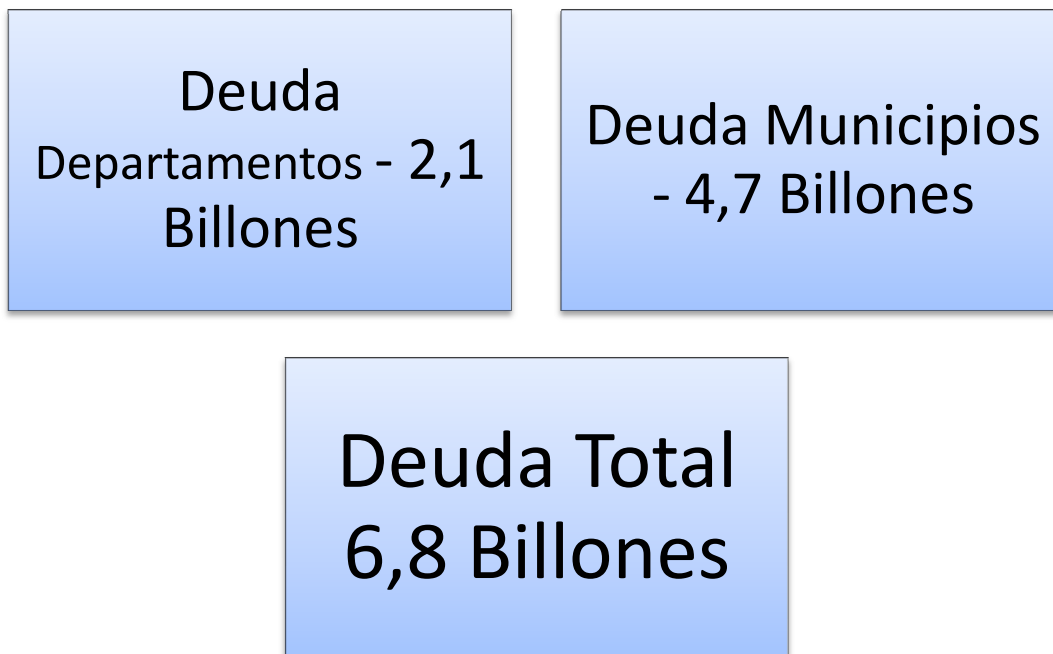 Deuda
Departamentos - 2,1
Billones
Deuda Municipios
- 4,7 Billones
Deuda Total
6,8 Billones